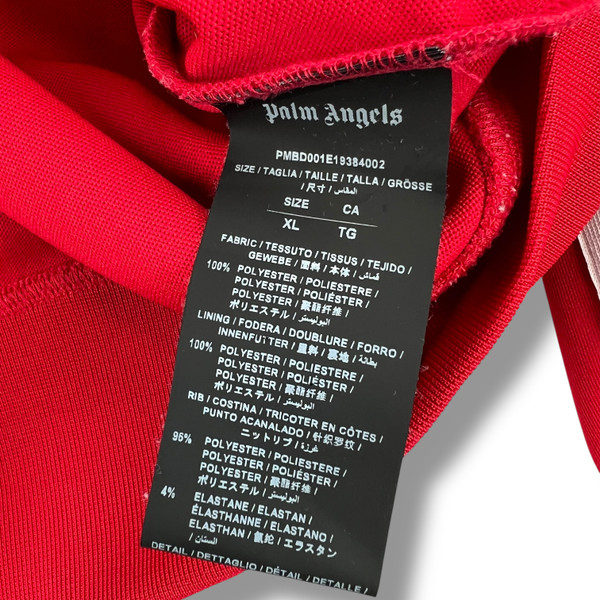 Palm Angels
PMBD001E19384002
SIZE / TAGLIA / TAILLE / TALLA / GRÖSSE
/ 尺寸 / المقاس
SIZE CA
XL TG
FABRIC / TESSUTO / TISSUS / TEJIDO /
GEWEBE / 面料 / 本体 / قماش
100% POLYESTER / POLIESTERE /
POLYESTER / POLIÉSTER /
POLYESTER / 聚酯纤维 /
ポリエステル / البوليستر
LINING / FODERA / DOUBLURE / FORRO /
INNENFUTTER / 里料 / 裏地 / بطانة
100% POLYESTER / POLIESTERE /
POLYESTER / POLIÉSTER /
POLYESTER / 聚酯纤维 /
ポリエステル / البوليستر
RIB / COSTINA / TRICOTER EN CÔTES /
PUNTO ACANALADO / 针织罗纹 /
ニットリブ / غرزة
96% POLYESTER / POLIESTERE /
POLYESTER / POLIÉSTER /
POLYESTER / 聚酯纤维 /
ポリエステル / البوليستر
4% ELASTANE / ELASTAN /
ÉLASTHANNE / ELASTANO /
ELASTHAN / 氨纶 / エラスタン
/ الاستان
DETAIL / DETTAGLIO / DÉTAIL / DETALLE /